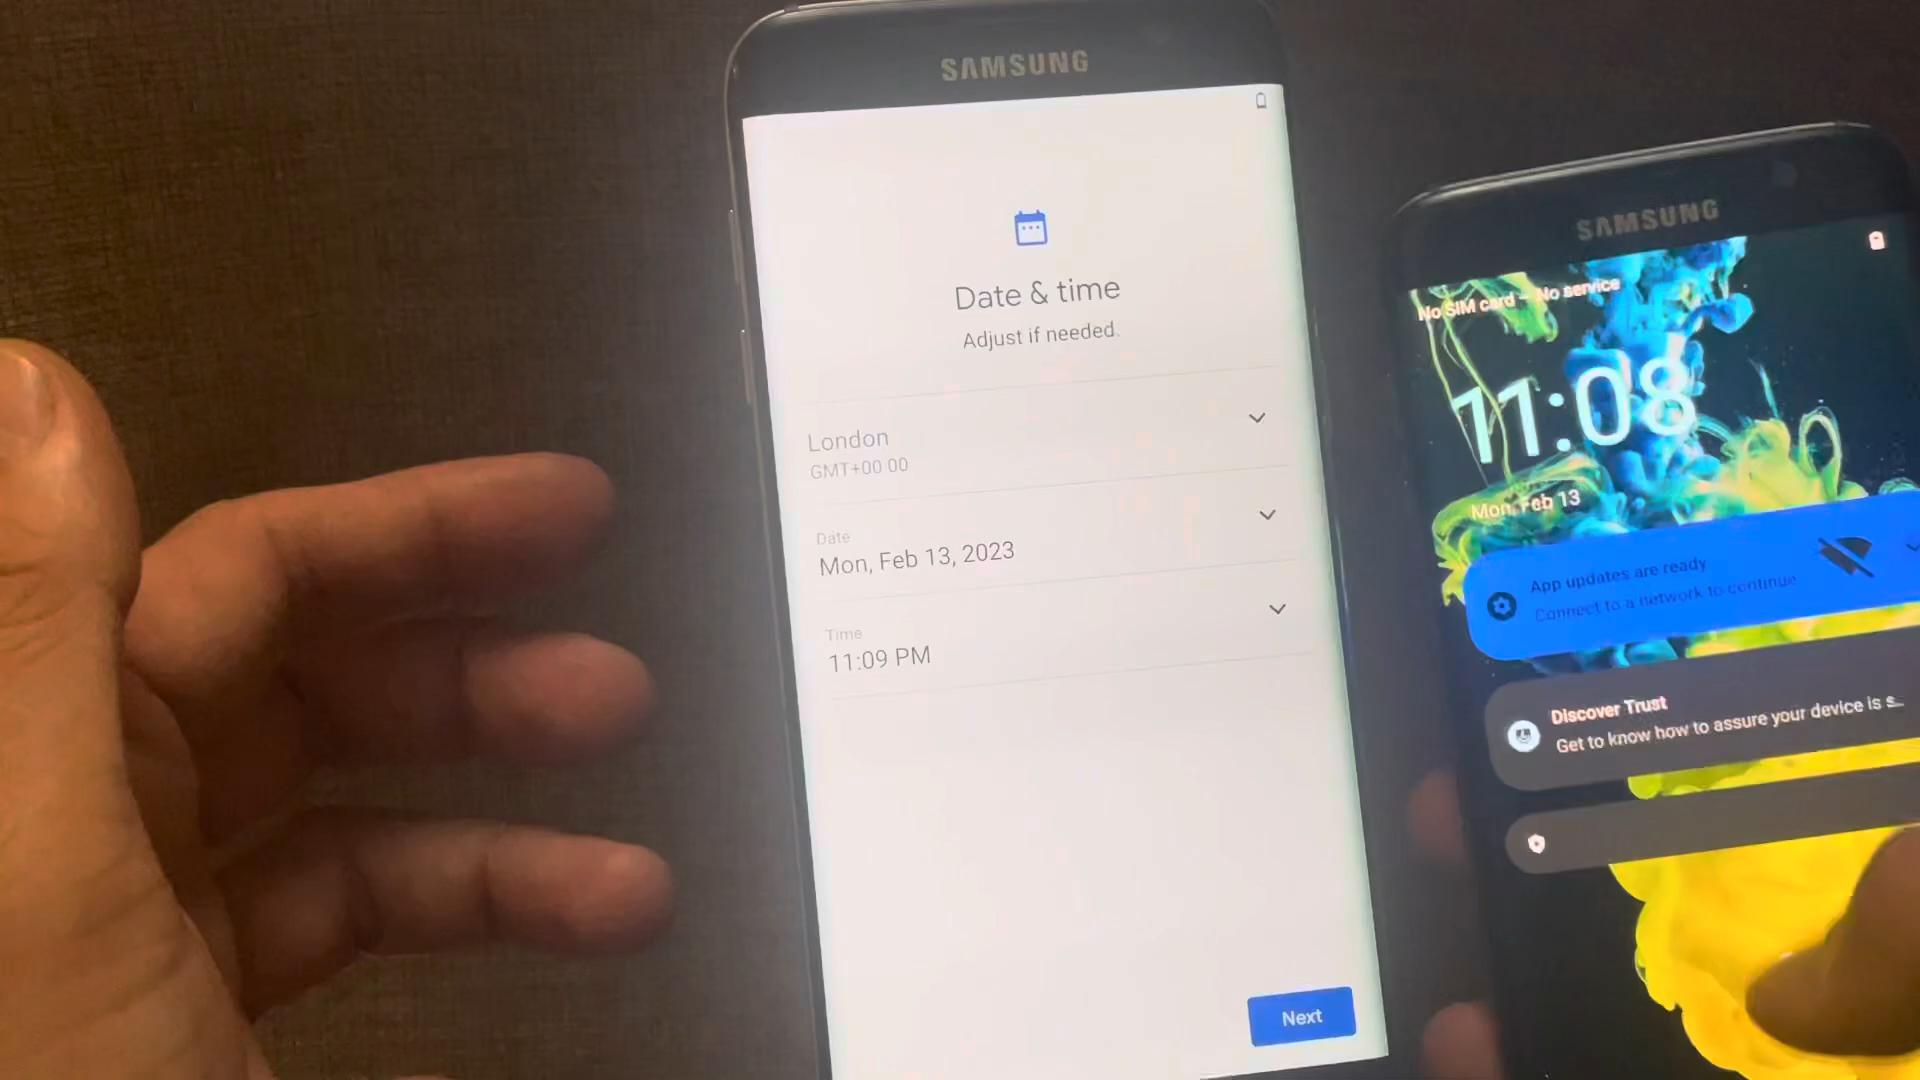 SAMSUNG
Date & time
Adjust if needed.
London
GMT+00 00
Date
Mon, Feb 13, 2023
Time
11:09 PM
Next
SAMSUNG
No SIM card – No service
11:08
Mon, Feb 13
App updates are ready
Connect to a network to continue
Discover Trust
Get to know how to assure your device is s...